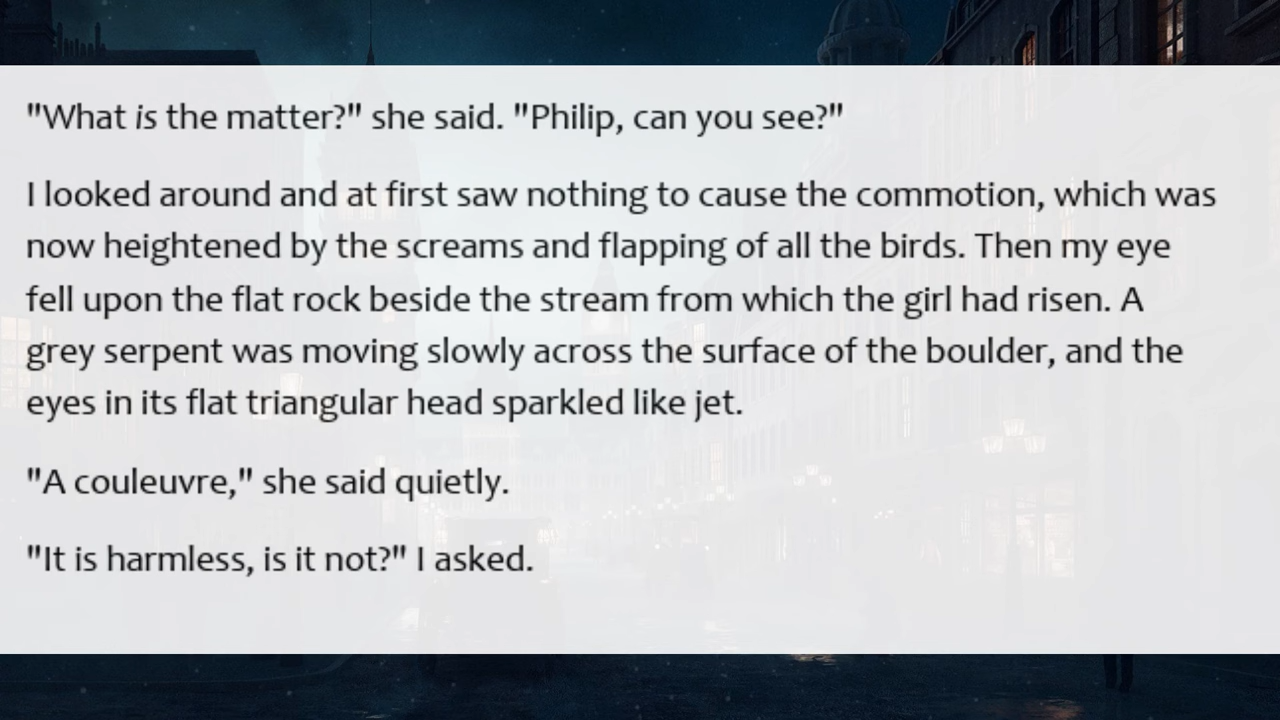 "What is the matter?" she said. "Philip, can you see?"
I looked around and at first saw nothing to cause the commotion, which was
now heightened by the screams and flapping of all the birds. Then my eye
fell upon the flat rock beside the stream from which the girl had risen. A
grey serpent was moving slowly across the surface of the boulder, and the
eyes in its flat triangular head sparkled like jet.
"A couleuvre," she said quietly.
"It is harmless, is it not?" I asked.